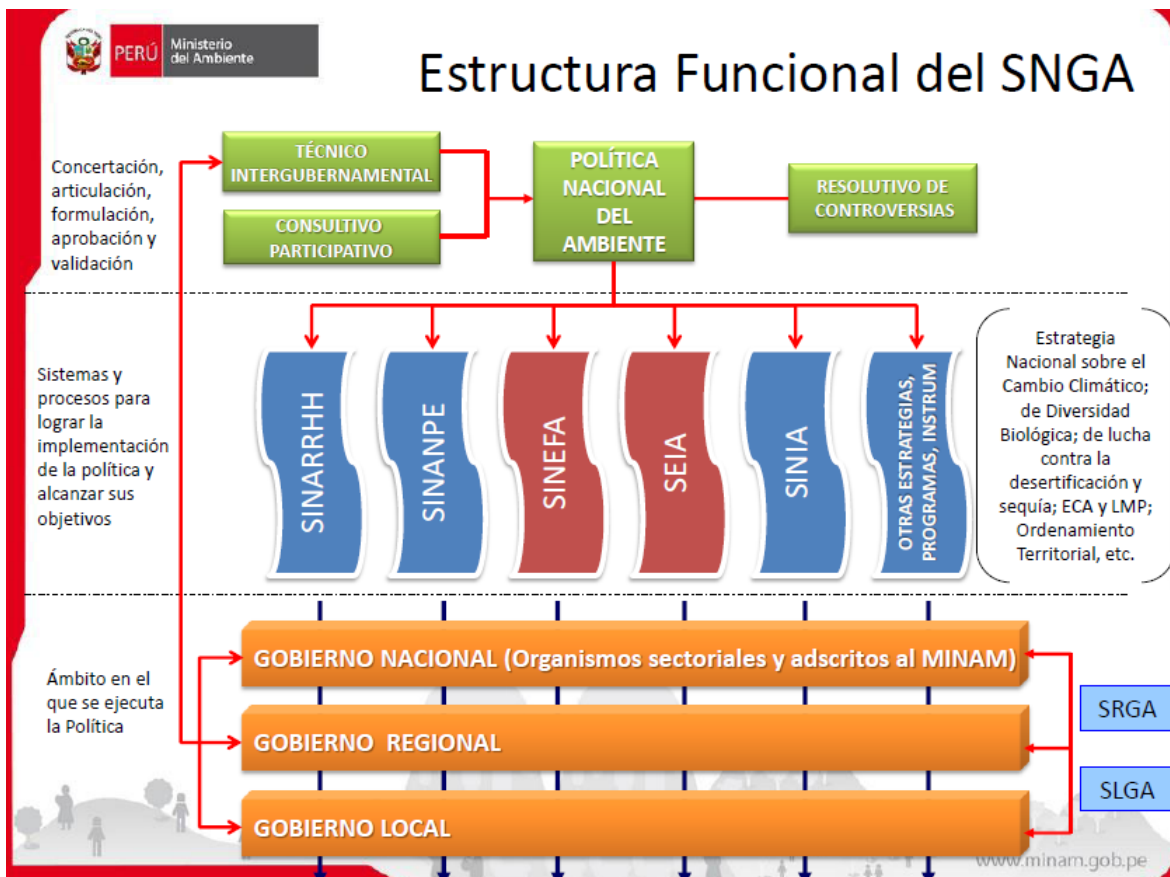 PERÚ
Ministerio
del Ambiente
Estructura Funcional del SNGA
Concertación,
articulación,
formulación,
aprobación y
validación
TÉCNICO
INTERGUBERNAMENTAL
CONSULTIVO
PARTICIPATIVO
POLÍTICA
NACIONAL
DEL
AMBIENTE
RESOLUTIVO DE
CONTROVERSIAS
Sistemas y
procesos para
lograr la
implementación
de la política y
alcanzar sus
objetivos
SINARRHH
SINANPE
SINEFA
SEIA
SINIA
OTRAS ESTRATEGIAS,
PROGRAMAS, INSTRUM
Estrategia
Nacional sobre el
Cambio Climático;
de Diversidad
Biológica; de lucha
contra la
desertificación y
sequía; ECA y LMP;
Ordenamiento
Territorial, etc.
Ámbito en el
que se ejecuta
la Política
GOBIERNO NACIONAL (Organismos sectoriales y adscritos al MINAM)
GOBIERNO REGIONAL
GOBIERNO LOCAL
SRGA
SLGA
www.minam.gob.pe